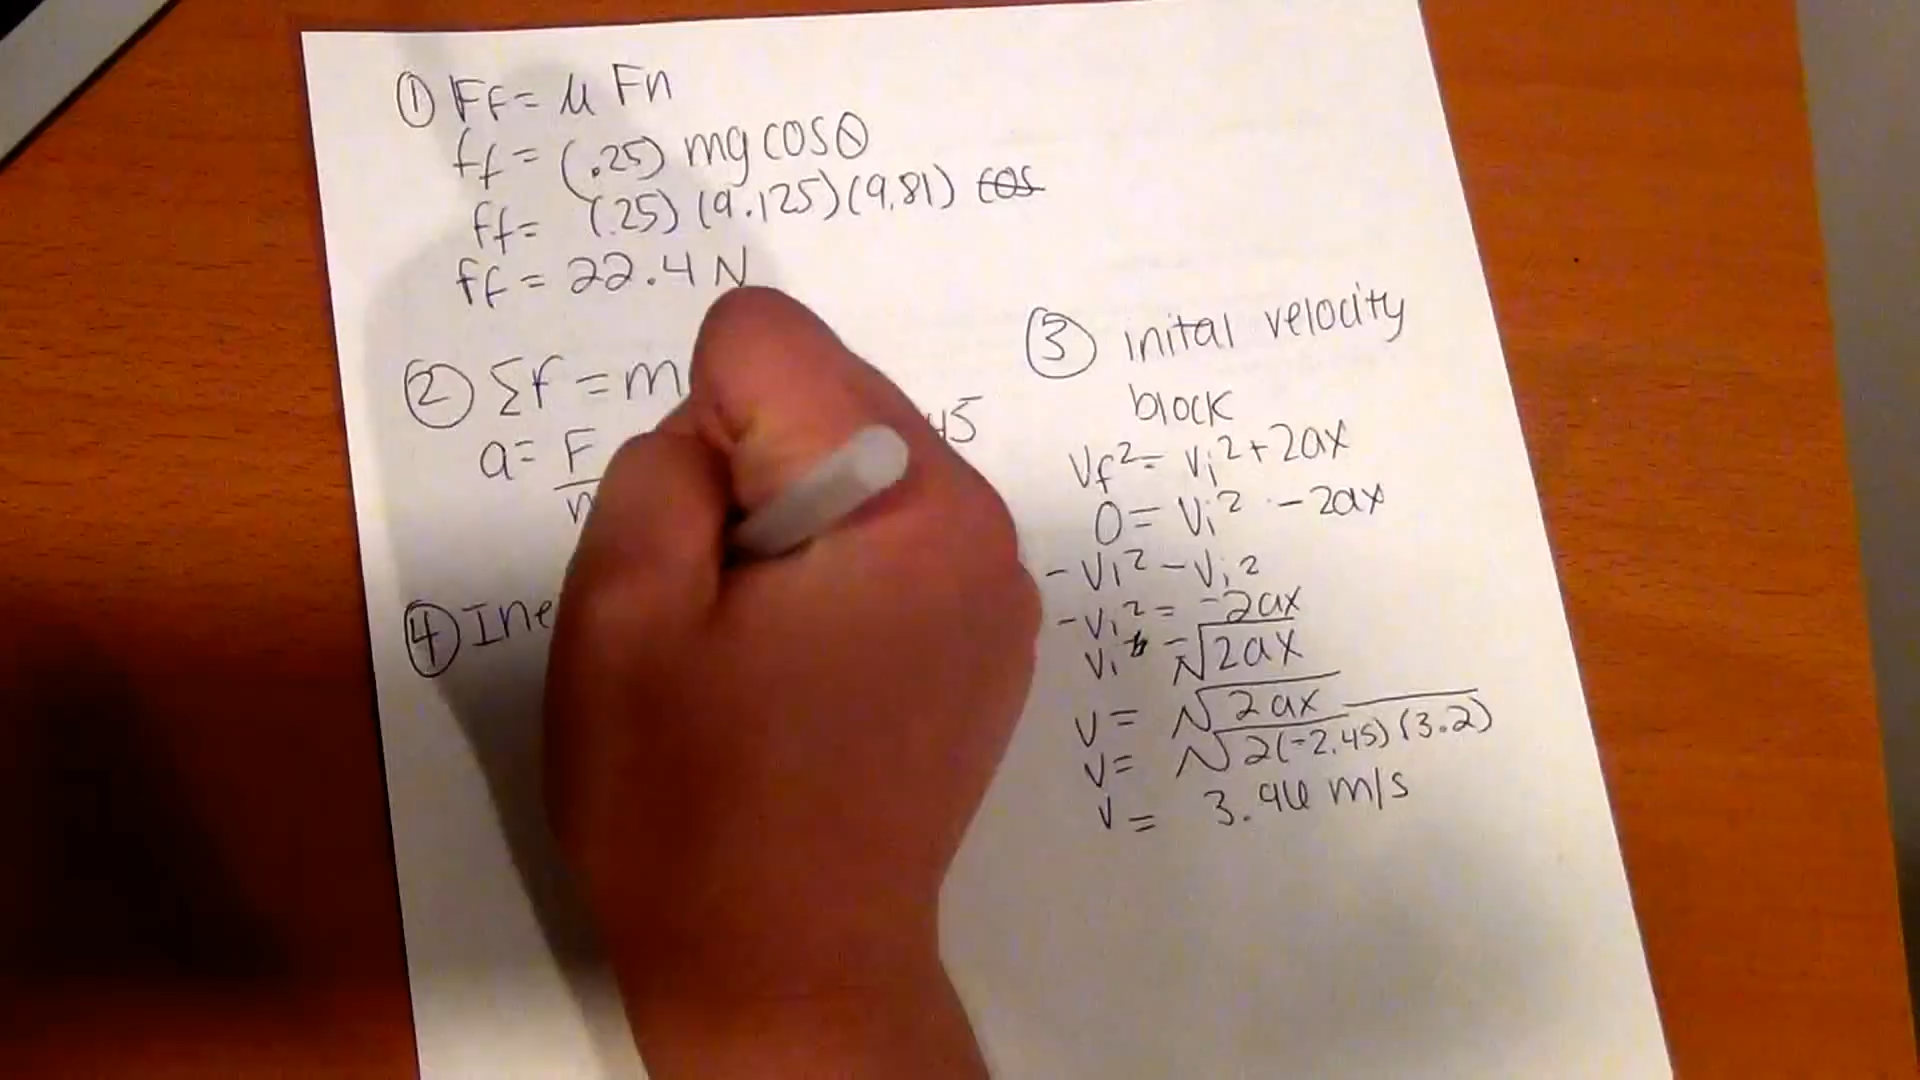 ① Ff = μ Fn
ff = (.25) mg cosθ
ff = (.25) (9.125) (9.81) cos
ff = 22.4 N
② Σf = m
a = F
45
④ Ine
③ inital velocity
block
Vf² = Vi² + 2ax
0 = Vi² - 2ax
-Vi² -Vi²
-Vi² = -2ax
Vi -√2ax
V = √2ax
V = √2(-2.45)(3.2)
V = 3.96 m/s